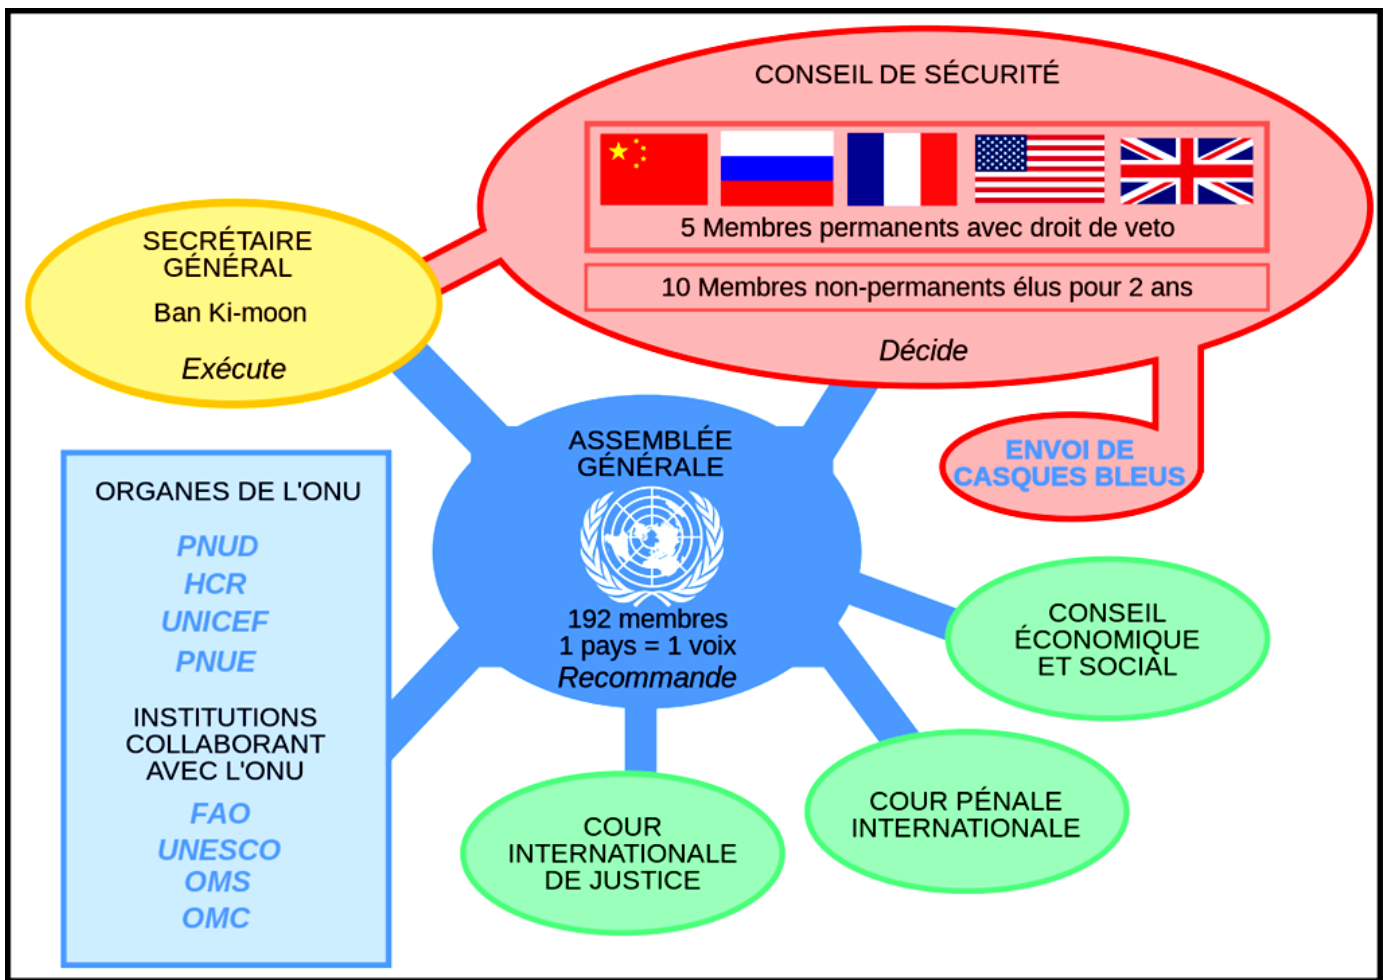 CONSEIL DE SÉCURITÉ
5 Membres permanents avec droit de veto
10 Membres non-permanents élus pour 2 ans
Décide
ENVOI DE
CASQUES BLEUS
SECRÉTAIRE
GÉNÉRAL
Ban Ki-moon
Exécute
ASSEMBLÉE
GÉNÉRALE
192 membres
1 pays = 1 voix
Recommande
ORGANES DE L'ONU
PNUD
HCR
UNICEF
PNUE
INSTITUTIONS
COLLABORANT
AVEC L'ONU
FAO
UNESCO
OMS
OMC
CONSEIL
ÉCONOMIQUE
ET SOCIAL
COUR PÉNALE
INTERNATIONALE
COUR
INTERNATIONALE
DE JUSTICE